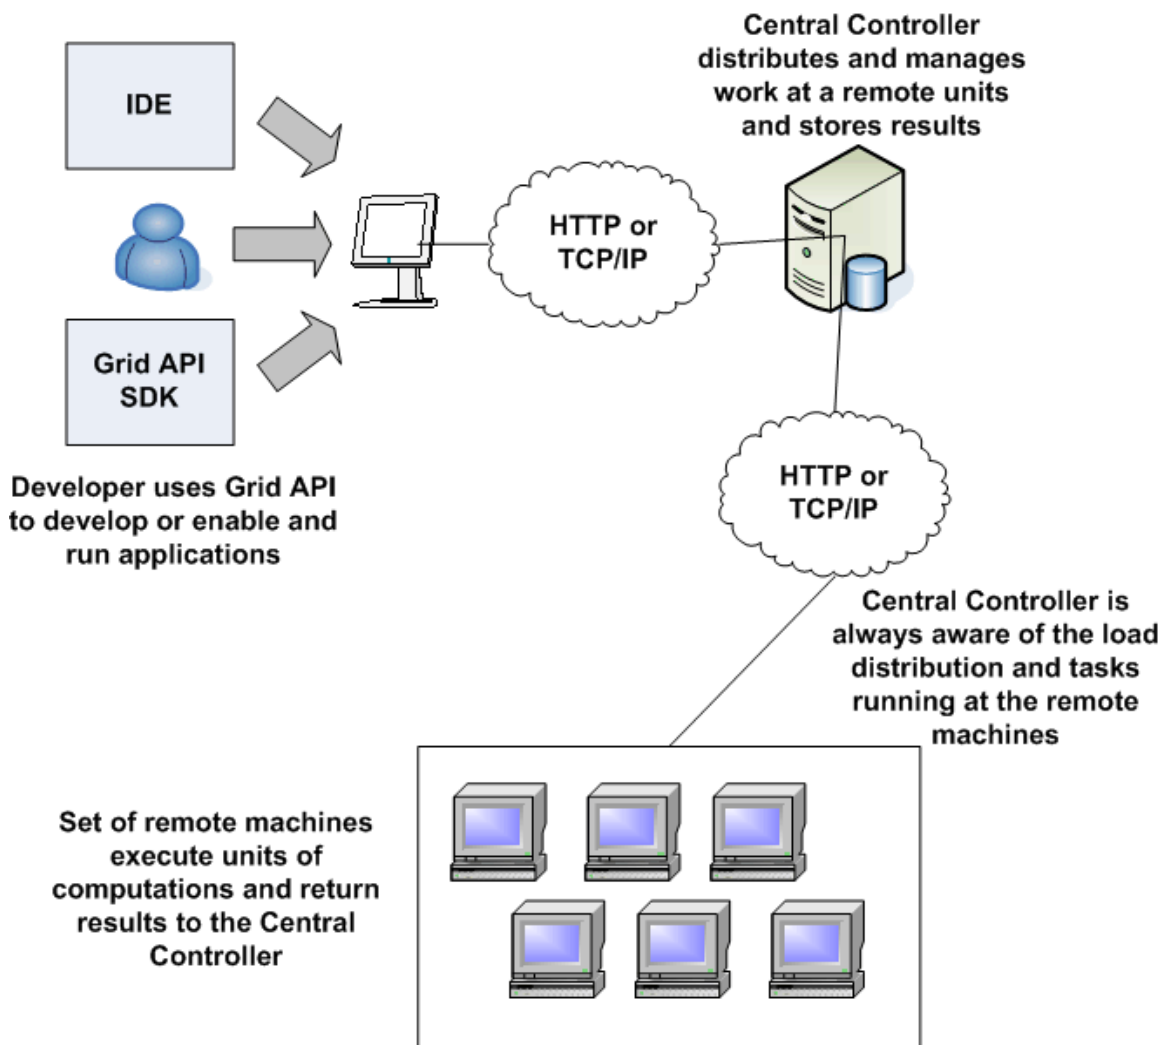 IDE
Grid API
SDK
Developer uses Grid API
to develop or enable and
run applications
HTTP or
TCP/IP
Central Controller
distributes and manages
work at a remote units
and stores results
HTTP or
TCP/IP
Central Controller is
always aware of the load
distribution and tasks
running at the remote
machines
Set of remote machines
execute units of
computations and return
results to the Central
Controller